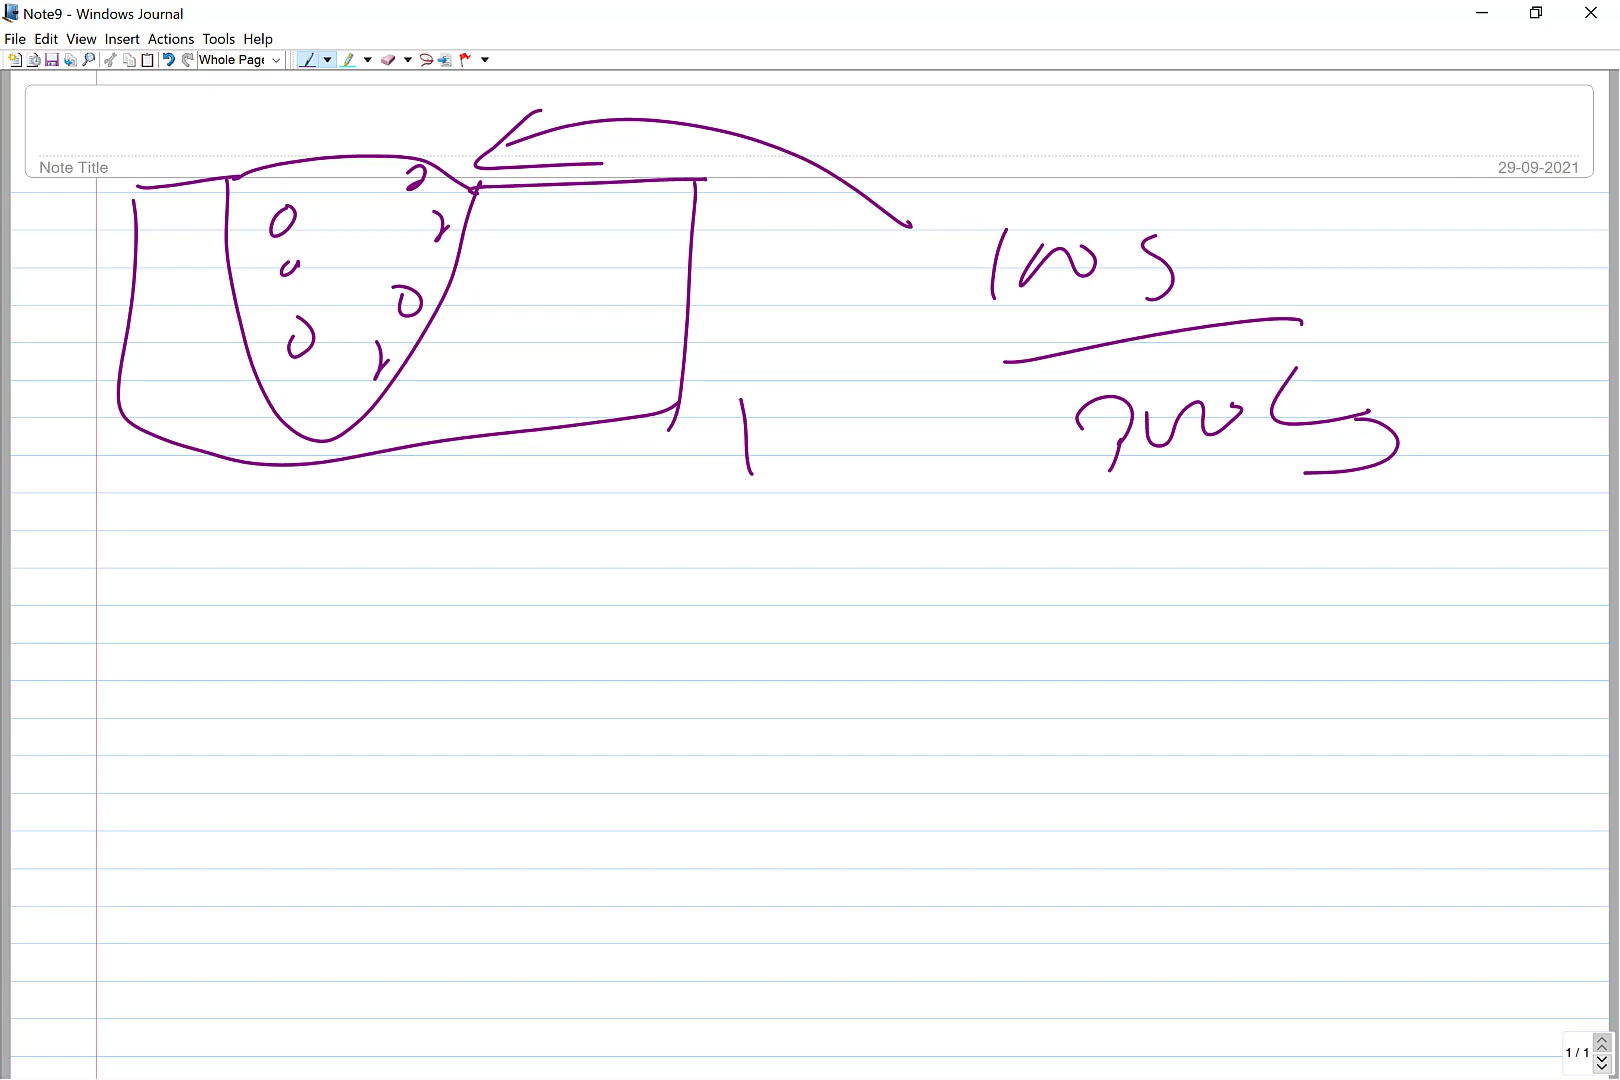 Note9 - Windows Journal
File Edit View Insert Actions Tools Help
Whole Page
Note Title
29-09-2021
100 S
1 / 1